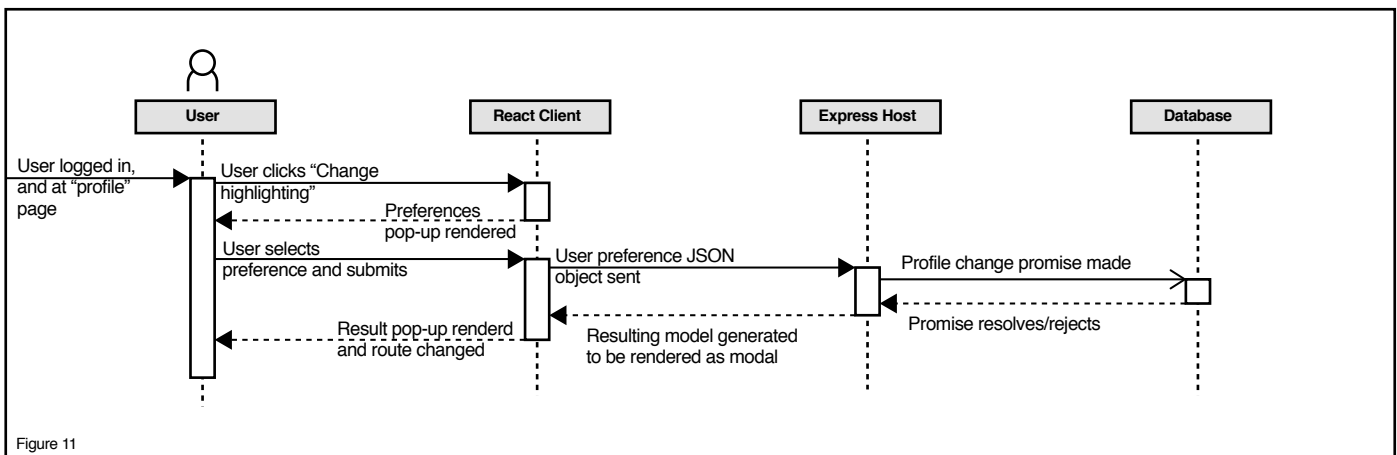 User
React Client
Express Host
Database
User logged in,
and at “profile”
page
User clicks “Change
highlighting”
Preferences
pop-up rendered
User selects
preference and submits
User preference JSON
object sent
Profile change promise made
Promise resolves/rejects
Resulting model generated
to be rendered as modal
Result pop-up renderd
and route changed
Figure 11